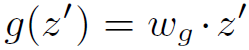 g(z′) = w_g · z′